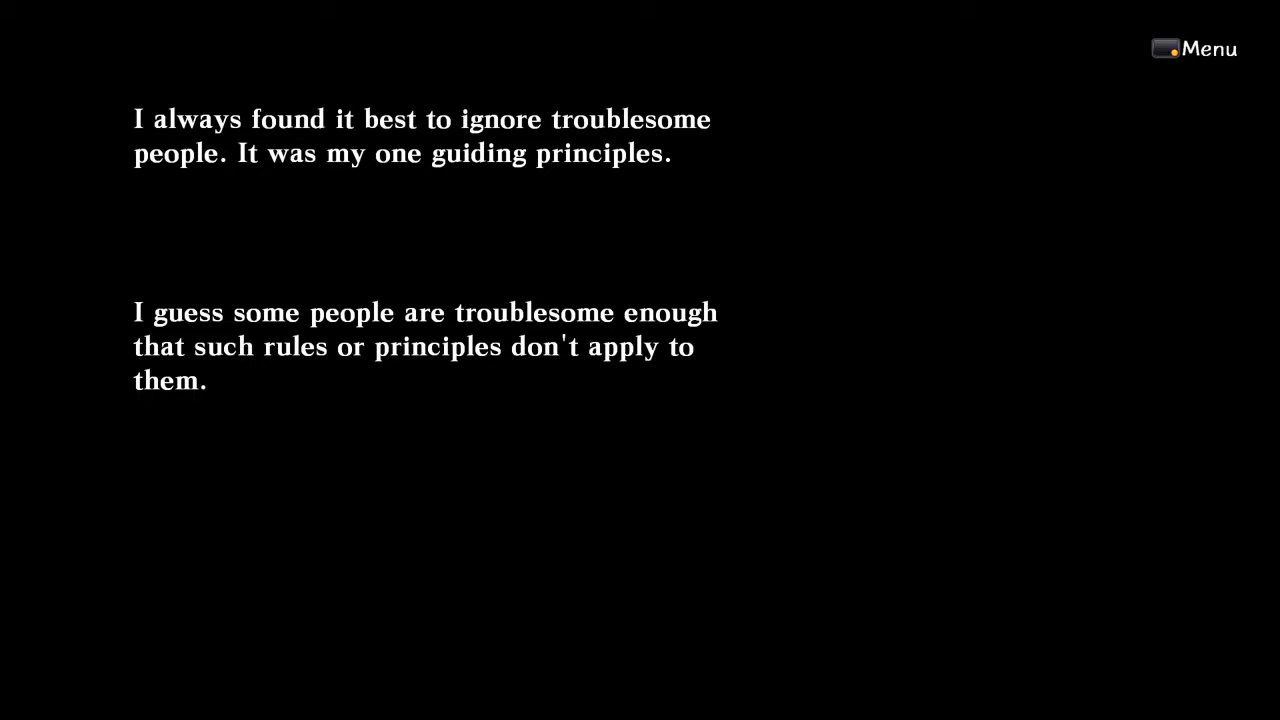 Menu
I always found it best to ignore troublesome
people. It was my one guiding principles.
I guess some people are troublesome enough
that such rules or principles don't apply to
them.